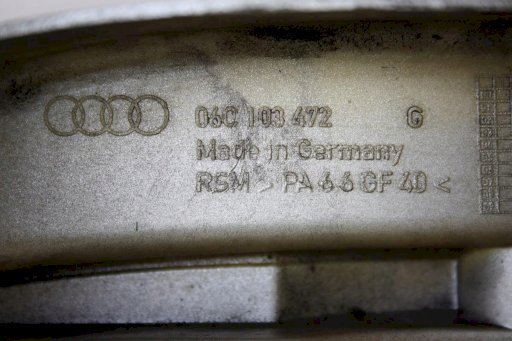 06C 103 472 G
Made in Germany
RSM > PA 6 6 GF 40 <